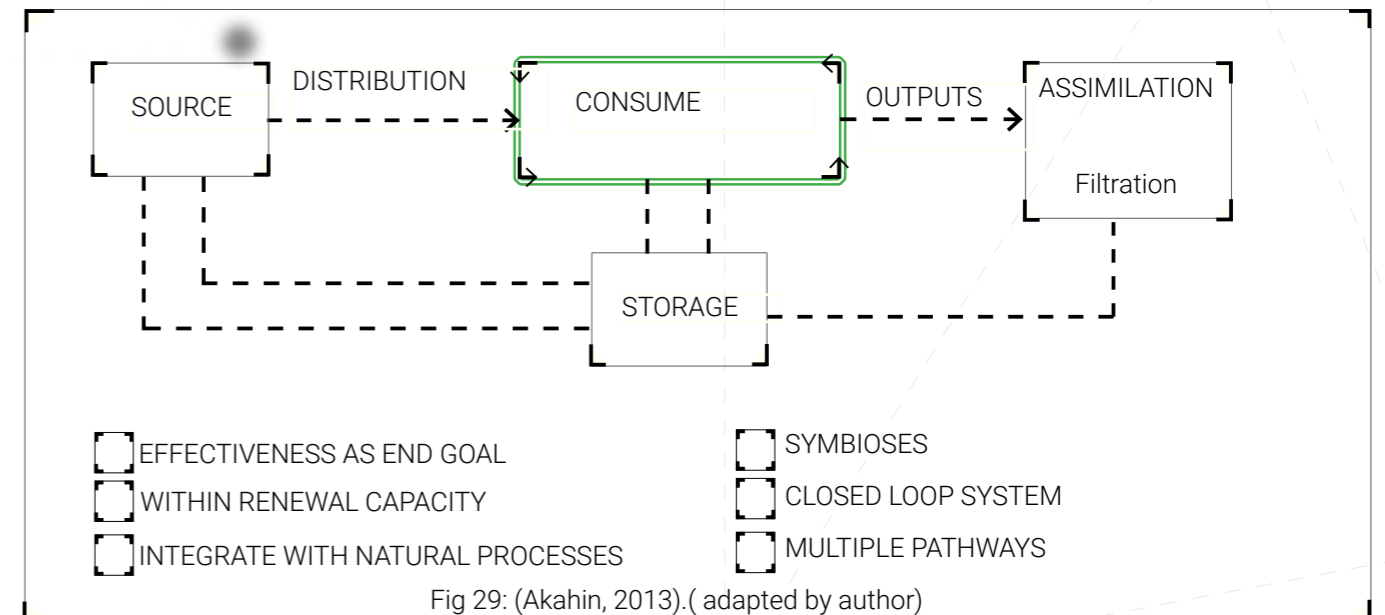 SOURCE
DISTRIBUTION
CONSUME
OUTPUTS
ASSIMILATION
Filtration
STORAGE
EFFECTIVENESS AS END GOAL
WITHIN RENEWAL CAPACITY
INTEGRATE WITH NATURAL PROCESSES
SYMBIOSES
CLOSED LOOP SYSTEM
MULTIPLE PATHWAYS
Fig 29: (Akahin, 2013).( adapted by author)